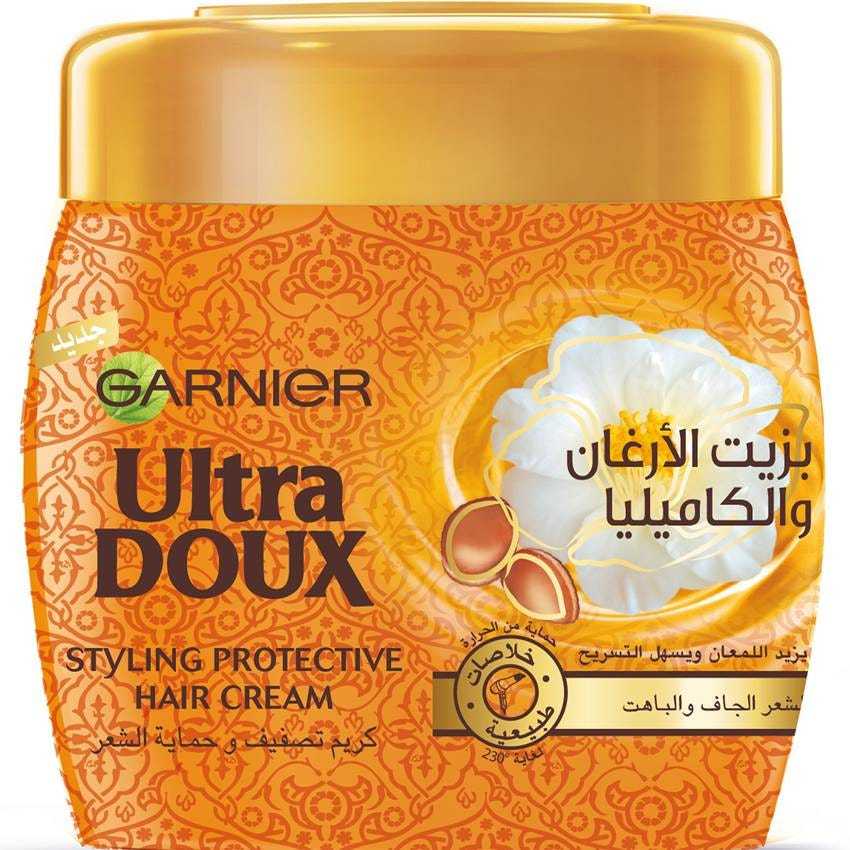 جديد
GARNIER
Ultra
DOUX
STYLING PROTECTIVE
HAIR CREAM
كريم تصفيف و حماية الشعر
بزيت الأرغان
والكاميليا
يزيد اللمعان ويسهل التسريح
لشعر الجاف والباهت
حماية من الحرارة
خلاصات
طبيعية
لغاية °230